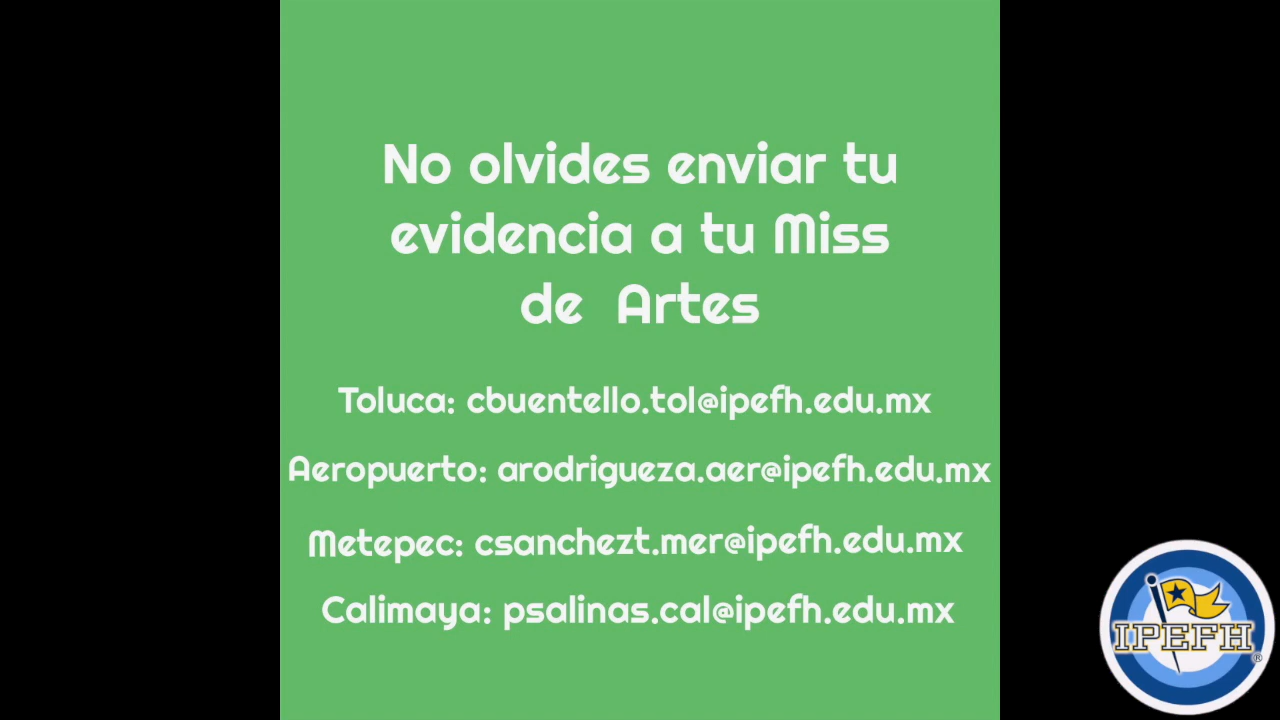 No olvides enviar tu
evidencia a tu Miss
de Artes
Toluca: cbuentello.tol@ipefh.edu.mx
Aeropuerto: arodrigueza.aer@ipefh.edu.mx
Metepec: csanchezt.mer@ipefh.edu.mx
Calimaya: psalinas.cal@ipefh.edu.mx
IPEFH®